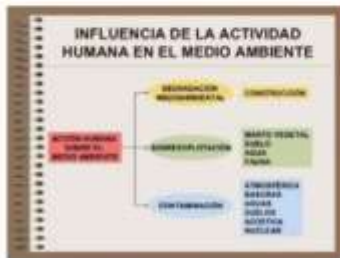 INFLUENCIA DE LA ACTIVIDAD
HUMANA EN EL MEDIO AMBIENTE
DEGRADACIÓN
MEDIOAMBIENTAL
CONSTRUCCIÓN
ACCIÓN HUMANA
SOBRE EL
MEDIO AMBIENTE
SOBREEXPLOTACIÓN
MANTO VEGETAL
SUELO
AGUA
FAUNA
CONTAMINACIÓN
ATMOSFÉRICA
BASURAS
AGUAS
SUELOS
ACÚSTICA
NUCLEAR